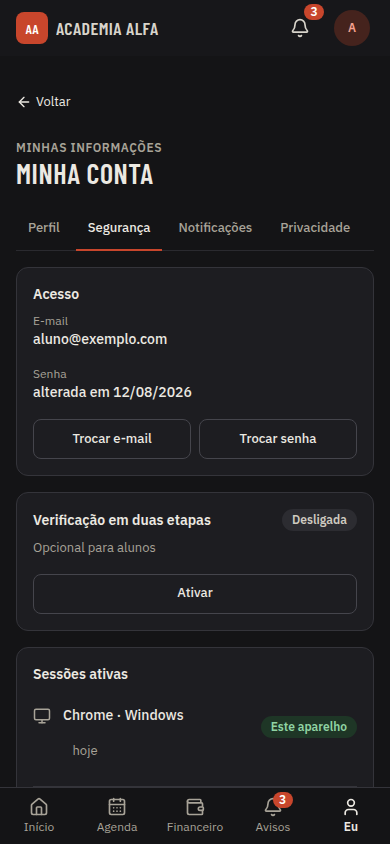 AA ACADEMIA ALFA 3 A
Voltar
MINHAS INFORMAÇÕES
MINHA CONTA
Perfil Segurança Notificações Privacidade
Acesso
E-mail
aluno@exemplo.com
Senha
alterada em 12/08/2026
Trocar e-mail Trocar senha
Verificação em duas etapas Desligada
Opcional para alunos
Ativar
Sessões ativas
Chrome · Windows Este aparelho
hoje
3
Início Agenda Financeiro Avisos Eu